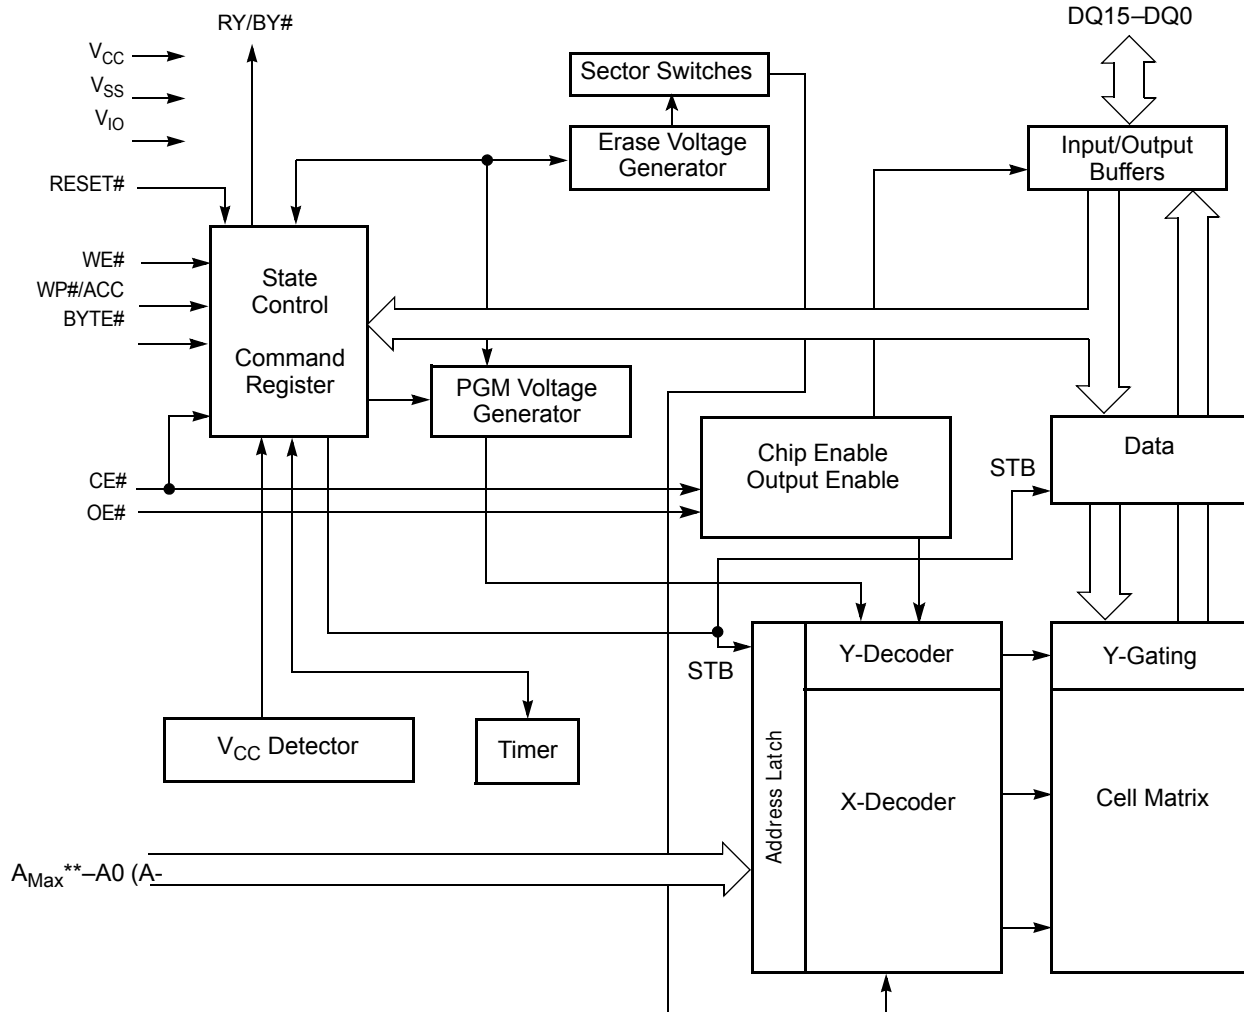 RY/BY#
DQ15–DQ0
VCC
VSS
VIO
Sector Switches
Erase Voltage
Generator
Input/Output
Buffers
RESET#
WE#
WP#/ACC
BYTE#
State
Control
Command
Register
PGM Voltage
Generator
Chip Enable
Output Enable
Data
STB
CE#
OE#
STB
Y-Decoder
Y-Gating
VCC Detector
Timer
Address Latch
X-Decoder
Cell Matrix
AMax**–A0 (A-